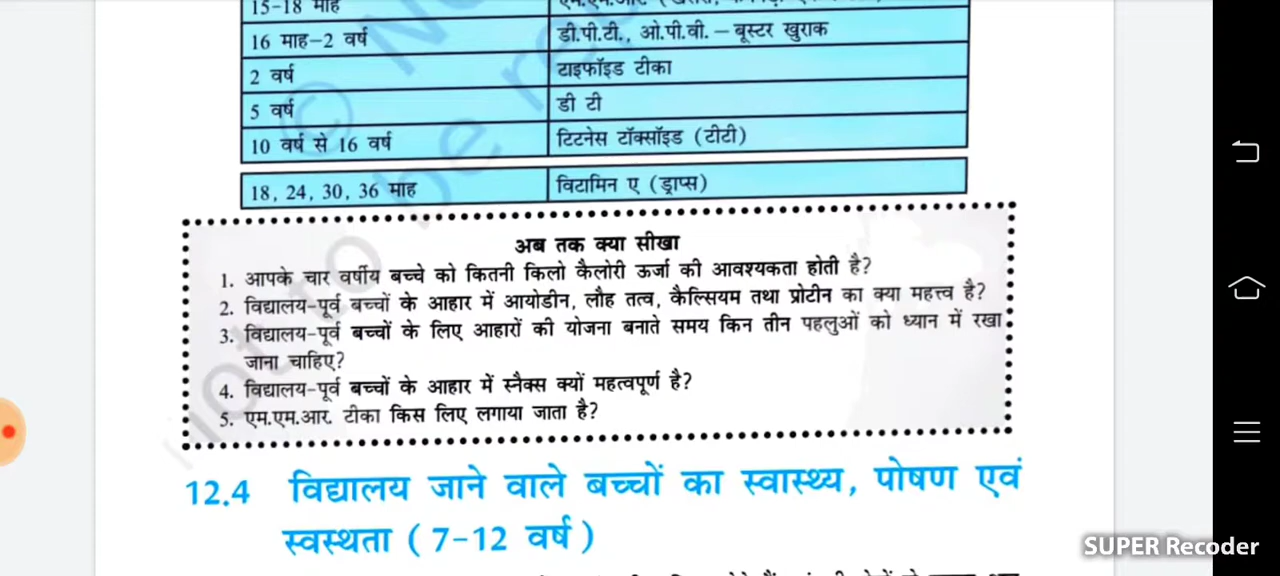 15-18 माह
16 माह-2 वर्ष डी.पी.टी., ओ.पी.वी. – बूस्टर खुराक
2 वर्ष टाइफॉइड टीका
5 वर्ष डी टी
10 वर्ष से 16 वर्ष टिटनेस टॉक्सॉइड (टीटी)
18, 24, 30, 36 माह विटामिन ए (ड्राप्स)
अब तक क्या सीखा
1. आपके चार वर्षीय बच्चे को कितनी किलो कैलोरी ऊर्जा की आवश्यकता होती है?
2. विद्यालय-पूर्व बच्चों के आहार में आयोडीन, लौह तत्व, कैल्सियम तथा प्रोटीन का क्या महत्त्व है?
3. विद्यालय-पूर्व बच्चों के लिए आहारों की योजना बनाते समय किन तीन पहलुओं को ध्यान में रखा
जाना चाहिए?
4. विद्यालय-पूर्व बच्चों के आहार में स्नैक्स क्यों महत्वपूर्ण है?
5. एम.एम.आर. टीका किस लिए लगाया जाता है?
12.4 विद्यालय जाने वाले बच्चों का स्वास्थ्य, पोषण एवं
स्वस्थता (7-12 वर्ष)
SUPER Recoder